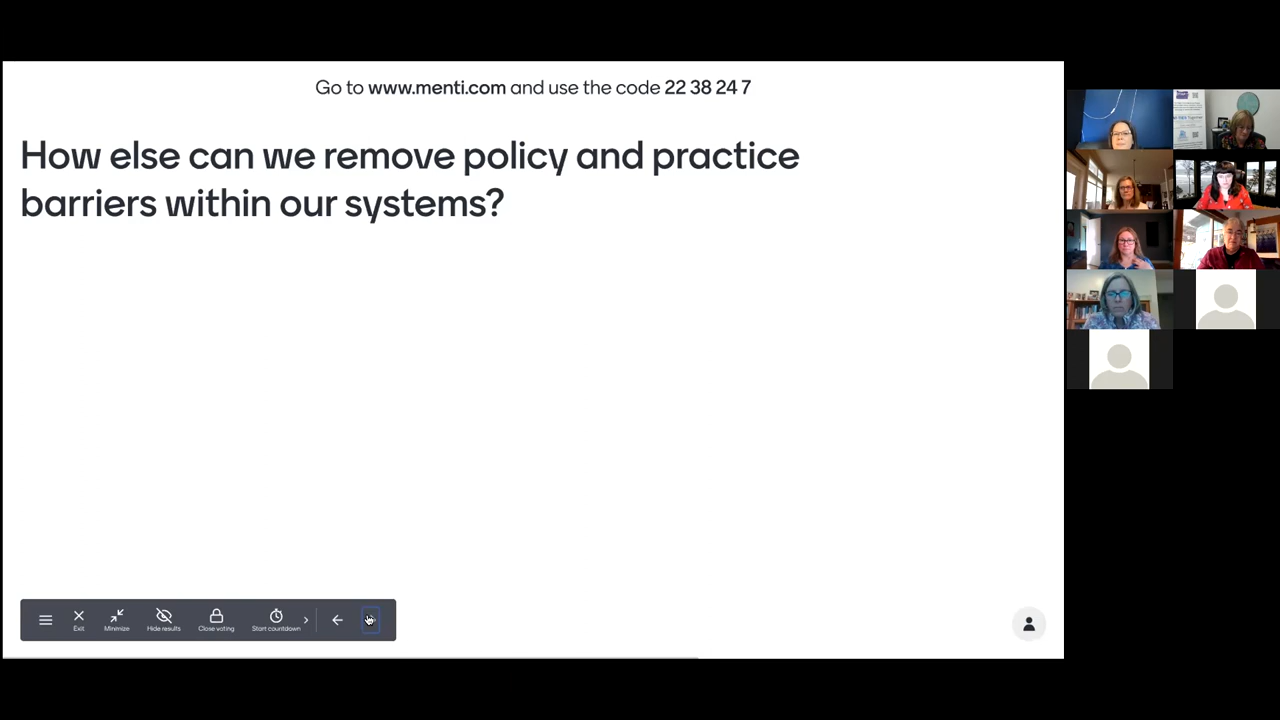 Go to www.menti.com and use the code 22 38 24 7
How else can we remove policy and practice
barriers within our systems?
Exit
Minimize
Hide results
Close voting
Start countdown